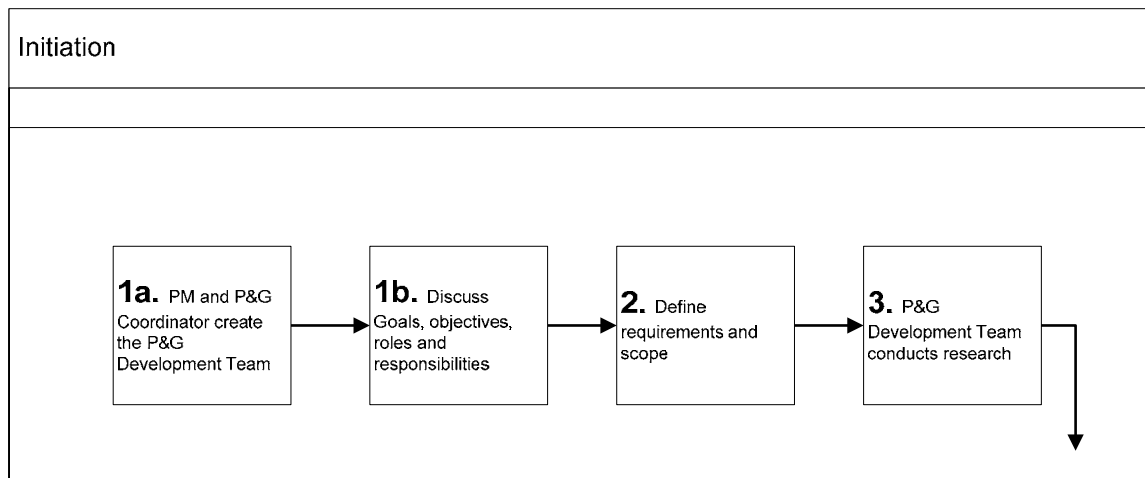 Initiation
1a. PM and P&G
Coordinator create
the P&G
Development Team
1b. Discuss
Goals, objectives,
roles and
responsibilities
2. Define
requirements and
scope
3. P&G
Development Team
conducts research